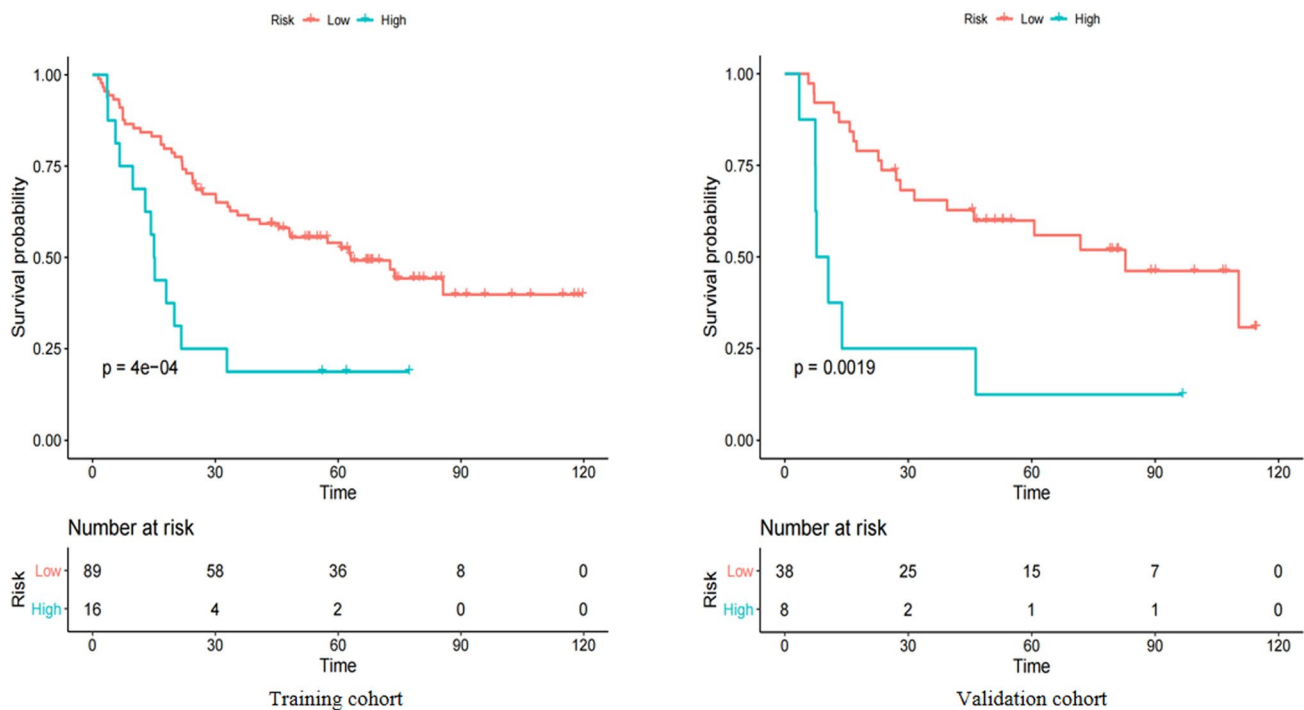 Risk Low High
1.00
0.75
0.50
0.25
0.00
Survival probability
p = 4e−04
0 30 60 90 120
Time
Number at risk
Risk
Low 89 58 36 8 0
High 16 4 2 0 0
0 30 60 90 120
Time
Training cohort
Risk Low High
1.00
0.75
0.50
0.25
0.00
Survival probability
p = 0.0019
0 30 60 90 120
Time
Number at risk
Risk
Low 38 25 15 7 0
High 8 2 1 1 0
0 30 60 90 120
Time
Validation cohort